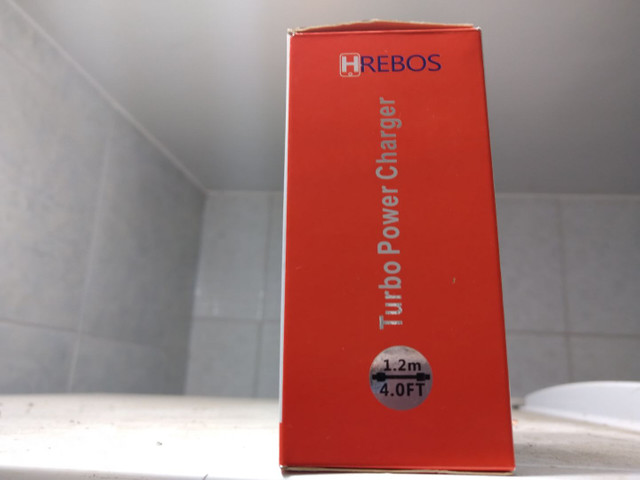 HREBOS
Turbo Power Charger
1.2m
4.0FT